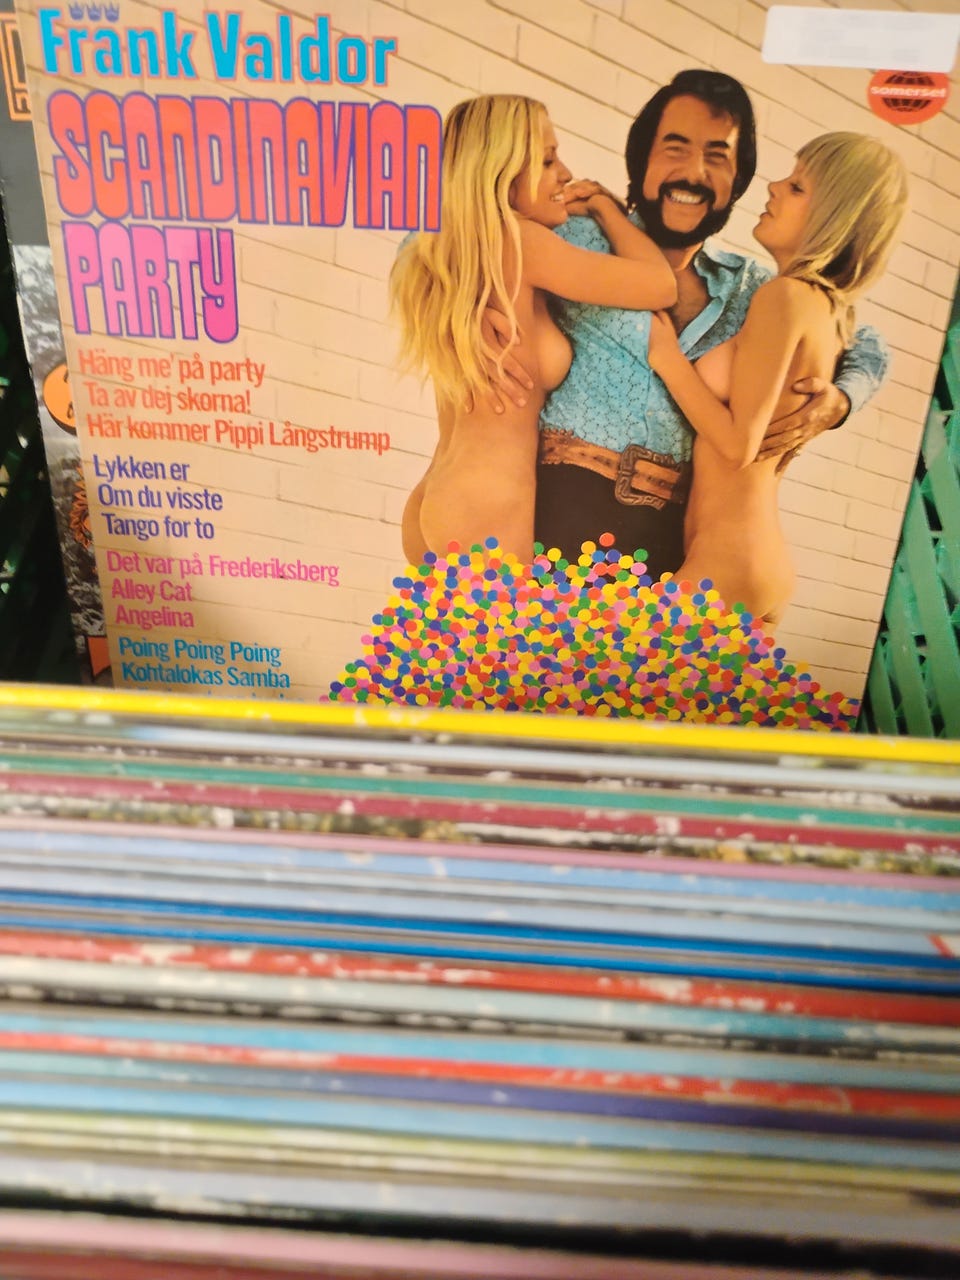 Fränk Valdor
SCANDINAVIAN
PARTY
somerset
Häng me' på party
Ta av dej skorna!
Här kommer Pippi Långstrump
Lykken er
Om du visste
Tango for to
Det var på Frederiksberg
Alley Cat
Angelina
Poing Poing Poing
Kohtalokas Samba